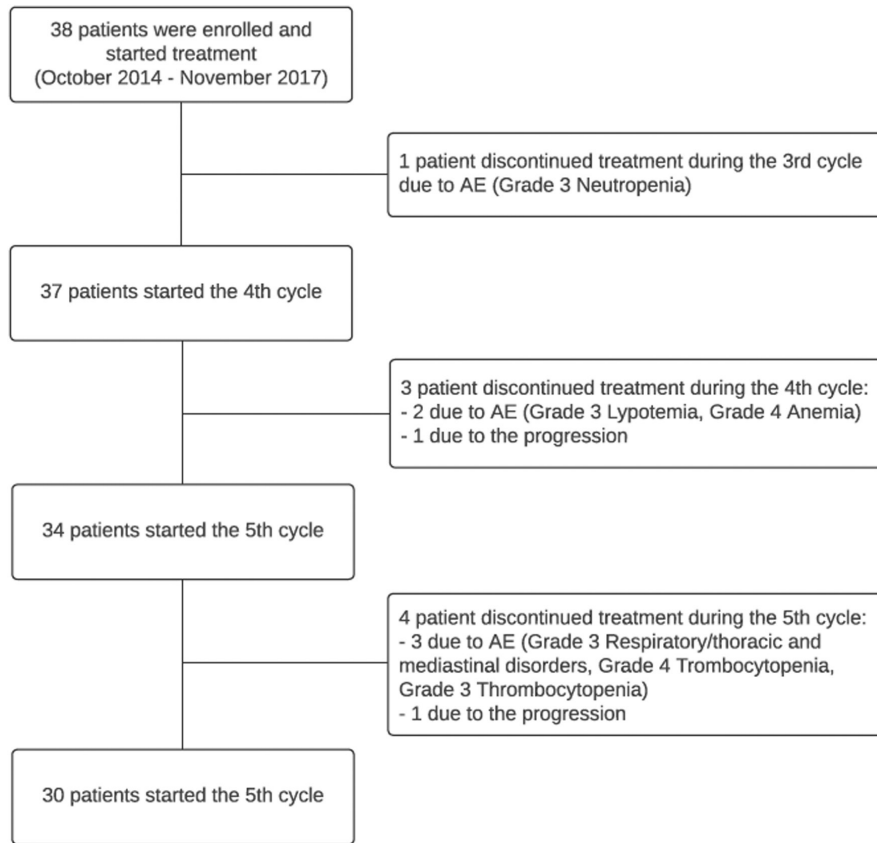 38 patients were enrolled and
started treatment
(October 2014 - November 2017)
1 patient discontinued treatment during the 3rd cycle
due to AE (Grade 3 Neutropenia)
37 patients started the 4th cycle
3 patient discontinued treatment during the 4th cycle:
- 2 due to AE (Grade 3 Lypotemia, Grade 4 Anemia)
- 1 due to the progression
34 patients started the 5th cycle
4 patient discontinued treatment during the 5th cycle:
- 3 due to AE (Grade 3 Respiratory/thoracic and
mediastinal disorders, Grade 4 Trombocytopenia,
Grade 3 Thrombocytopenia)
- 1 due to the progression
30 patients started the 5th cycle